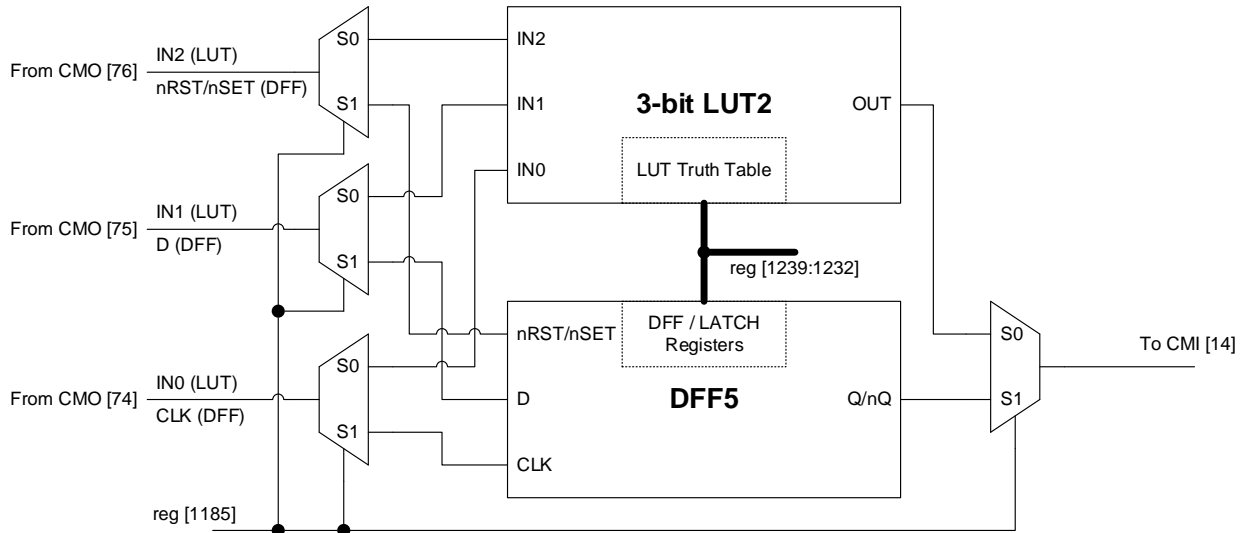 From CMO [76]
IN2 (LUT)
nRST/nSET (DFF)
S0
S1
From CMO [75]
IN1 (LUT)
D (DFF)
S0
S1
From CMO [74]
IN0 (LUT)
CLK (DFF)
S0
S1
reg [1185]
IN2
IN1
IN0
3-bit LUT2
OUT
LUT Truth Table
reg [1239:1232]
DFF / LATCH
Registers
nRST/nSET
D
CLK
DFF5
Q/nQ
S0
S1
To CMI [14]